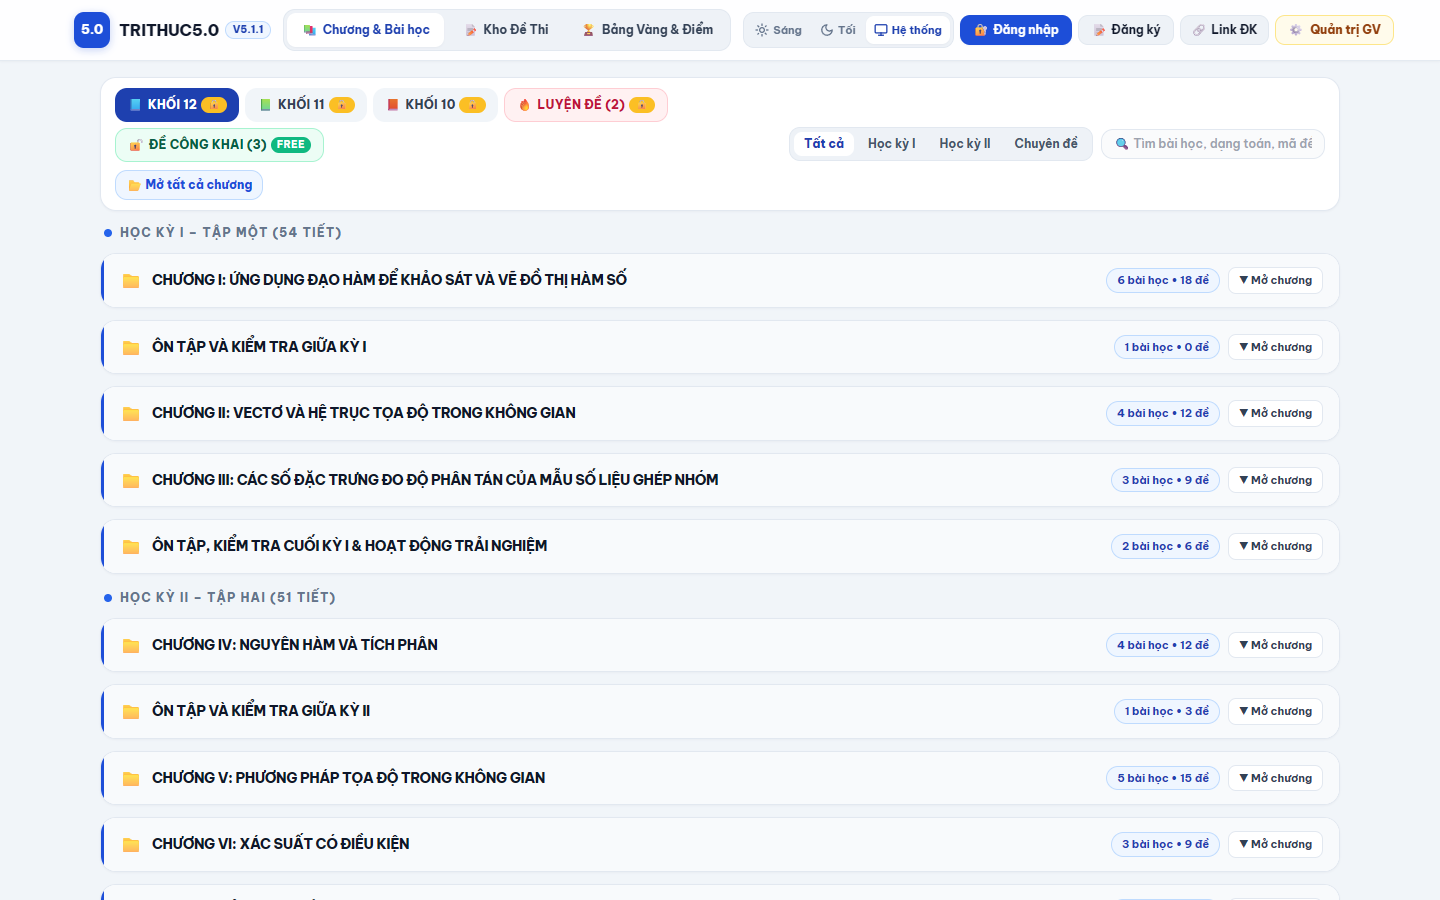 5.0 TRITHUC5.0 V5.1.1 Chương & Bài học Kho Đề Thi Bảng Vàng & Điểm Sáng Tối Hệ thống Đăng nhập Đăng ký Link ĐK Quản trị GV
KHỐI 12 KHỐI 11 KHỐI 10 LUYỆN ĐỀ (2)
ĐỀ CÔNG KHAI (3) FREE Tất cả Học kỳ I Học kỳ II Chuyên đề Tìm bài học, dạng toán, mã đề
Mở tất cả chương
HỌC KỲ I – TẬP MỘT (54 TIẾT)
CHƯƠNG I: ỨNG DỤNG ĐẠO HÀM ĐỂ KHẢO SÁT VÀ VẼ ĐỒ THỊ HÀM SỐ 6 bài học • 18 đề ▼ Mở chương
ÔN TẬP VÀ KIỂM TRA GIỮA KỲ I 1 bài học • 0 đề ▼ Mở chương
CHƯƠNG II: VECTƠ VÀ HỆ TRỤC TỌA ĐỘ TRONG KHÔNG GIAN 4 bài học • 12 đề ▼ Mở chương
CHƯƠNG III: CÁC SỐ ĐẶC TRƯNG ĐO ĐỘ PHÂN TÁN CỦA MẪU SỐ LIỆU GHÉP NHÓM 3 bài học • 9 đề ▼ Mở chương
ÔN TẬP, KIỂM TRA CUỐI KỲ I & HOẠT ĐỘNG TRẢI NGHIỆM 2 bài học • 6 đề ▼ Mở chương
HỌC KỲ II – TẬP HAI (51 TIẾT)
CHƯƠNG IV: NGUYÊN HÀM VÀ TÍCH PHÂN 4 bài học • 12 đề ▼ Mở chương
ÔN TẬP VÀ KIỂM TRA GIỮA KỲ II 1 bài học • 3 đề ▼ Mở chương
CHƯƠNG V: PHƯƠNG PHÁP TỌA ĐỘ TRONG KHÔNG GIAN 5 bài học • 15 đề ▼ Mở chương
CHƯƠNG VI: XÁC SUẤT CÓ ĐIỀU KIỆN 3 bài học • 9 đề ▼ Mở chương